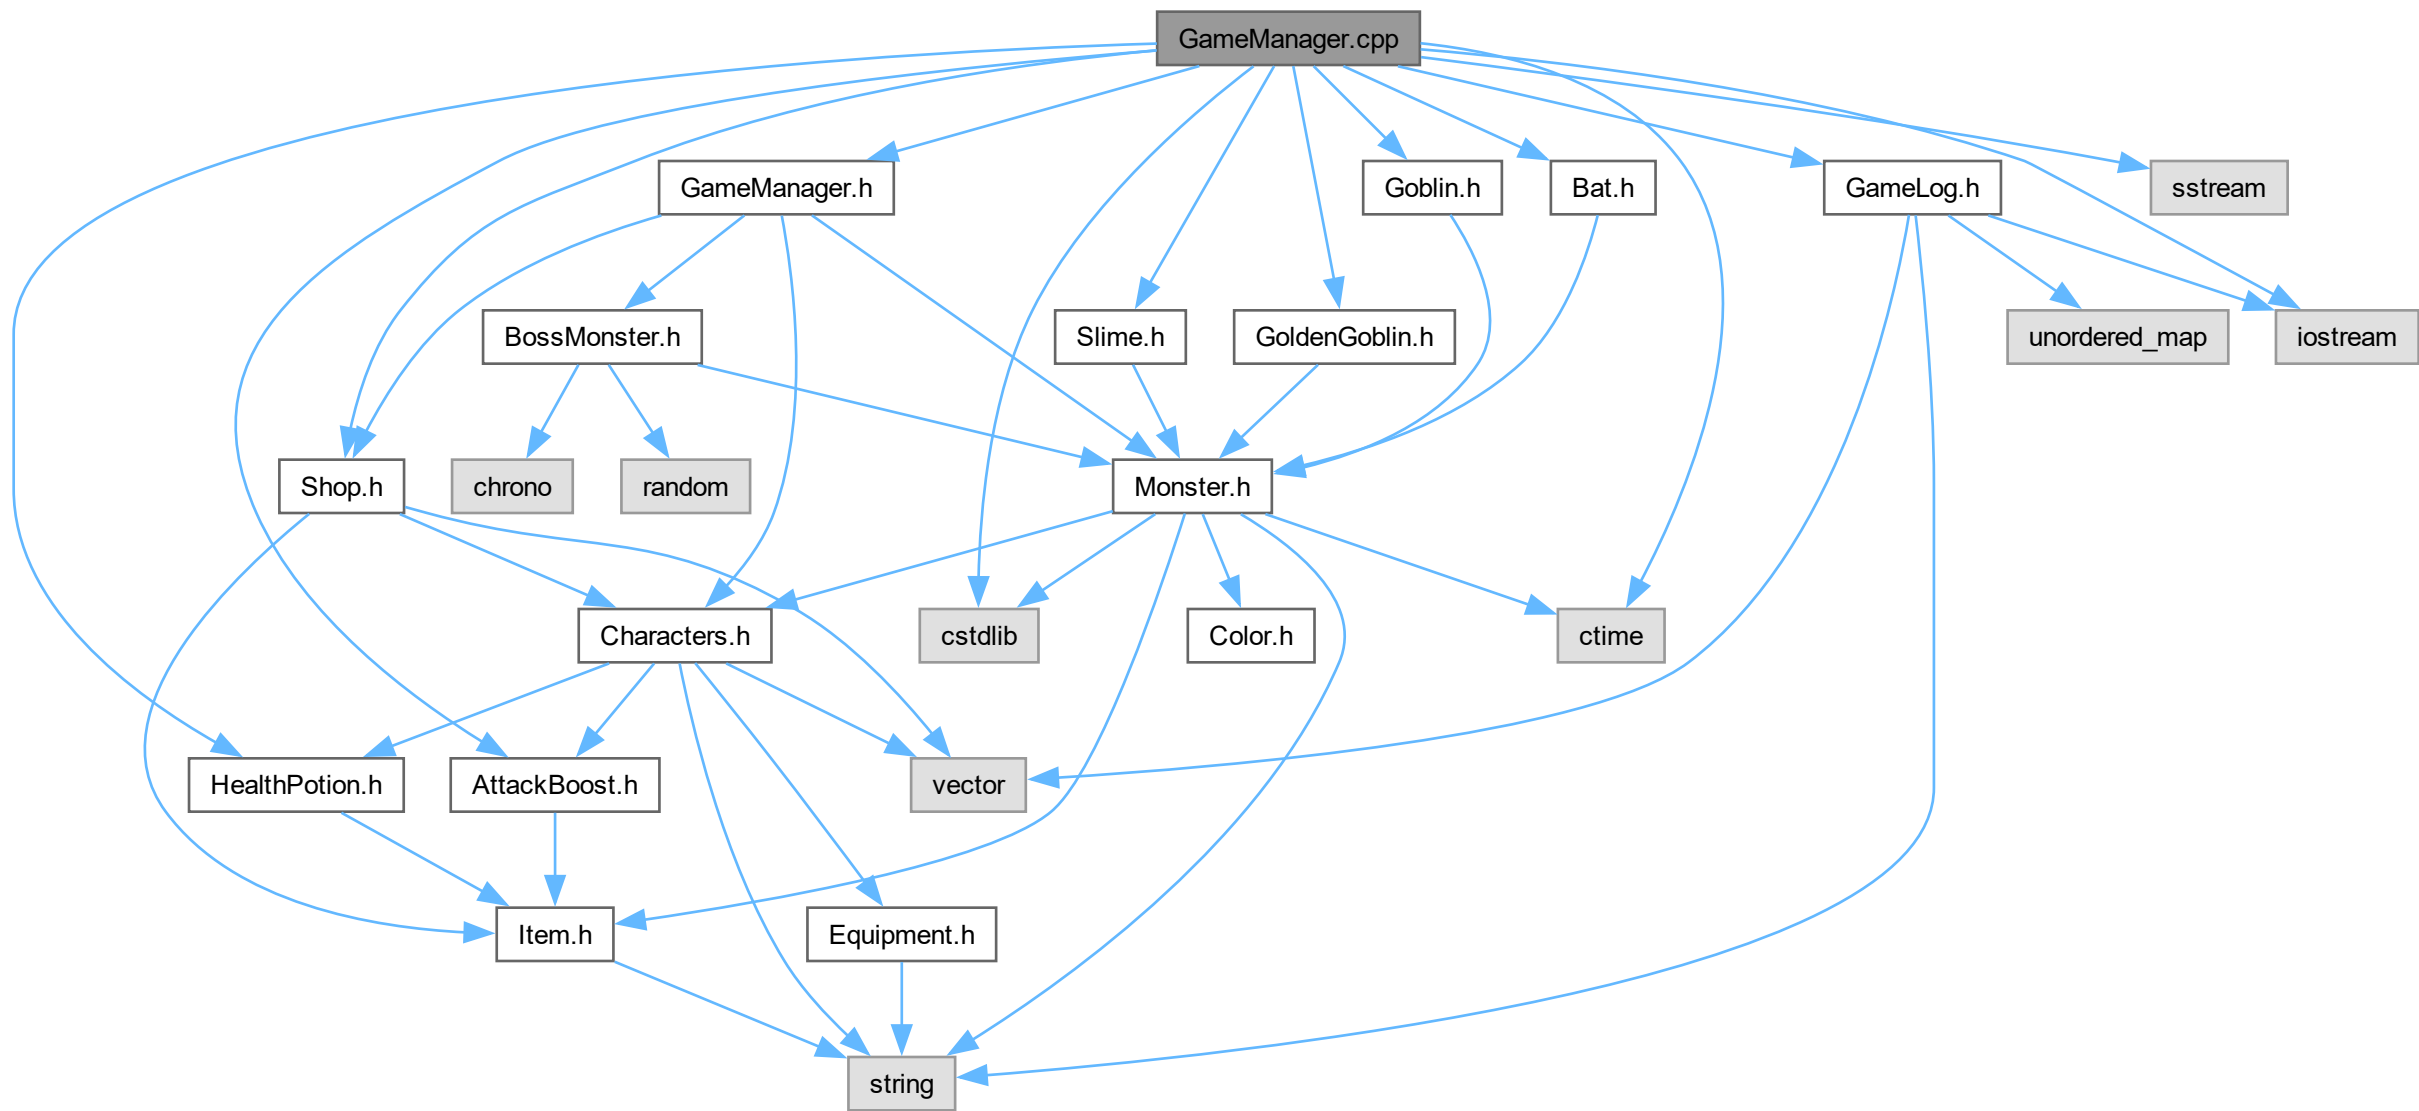 GameManager.cpp
GameManager.h
Goblin.h
Bat.h
GameLog.h
sstream
BossMonster.h
Slime.h
GoldenGoblin.h
unordered_map
iostream
Shop.h
chrono
random
Monster.h
Characters.h
cstdlib
Color.h
ctime
HealthPotion.h
AttackBoost.h
vector
Item.h
Equipment.h
string